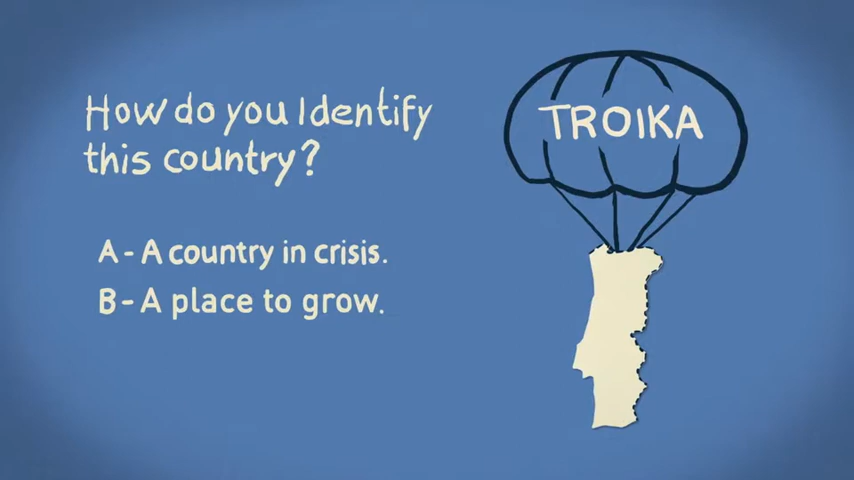 How do you Identify
this country?
TROIKA
A - A country in crisis.
B - A place to grow.